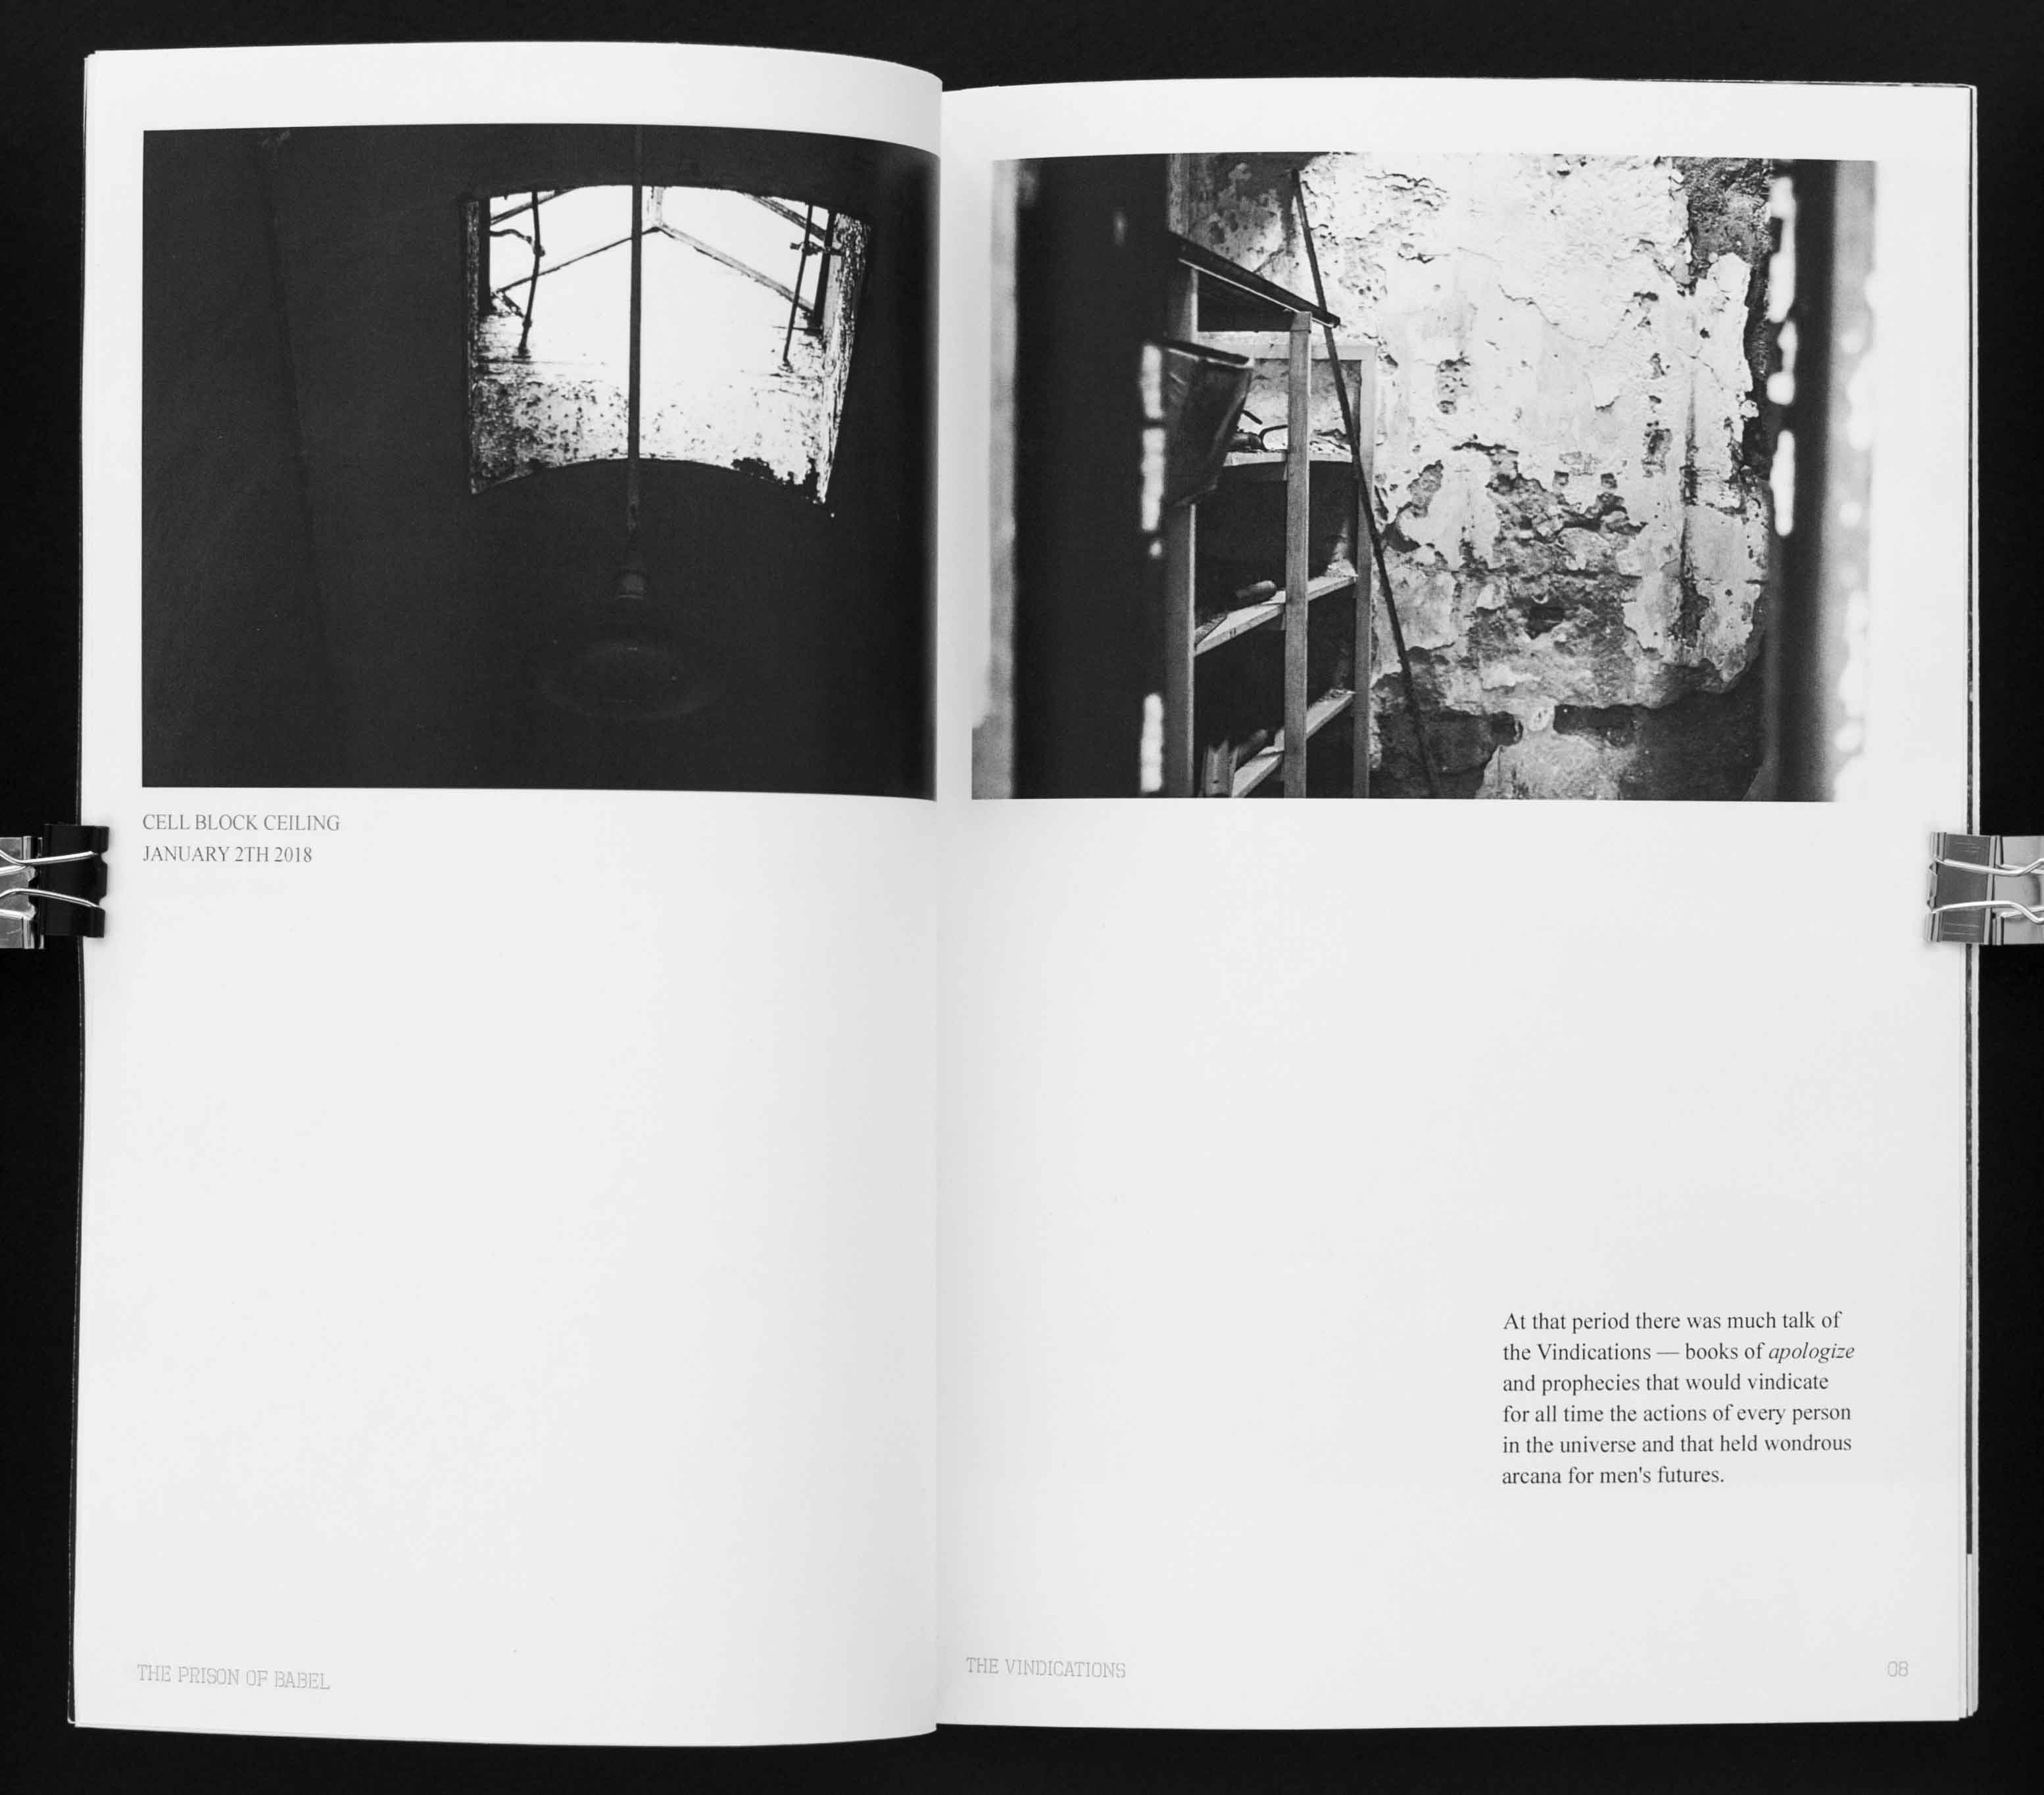 CELL BLOCK CEILING
JANUARY 2TH 2018
THE PRISON OF BABEL
At that period there was much talk of
the Vindications — books of apologize
and prophecies that would vindicate
for all time the actions of every person
in the universe and that held wondrous
arcana for men's futures.
THE VINDICATIONS
08